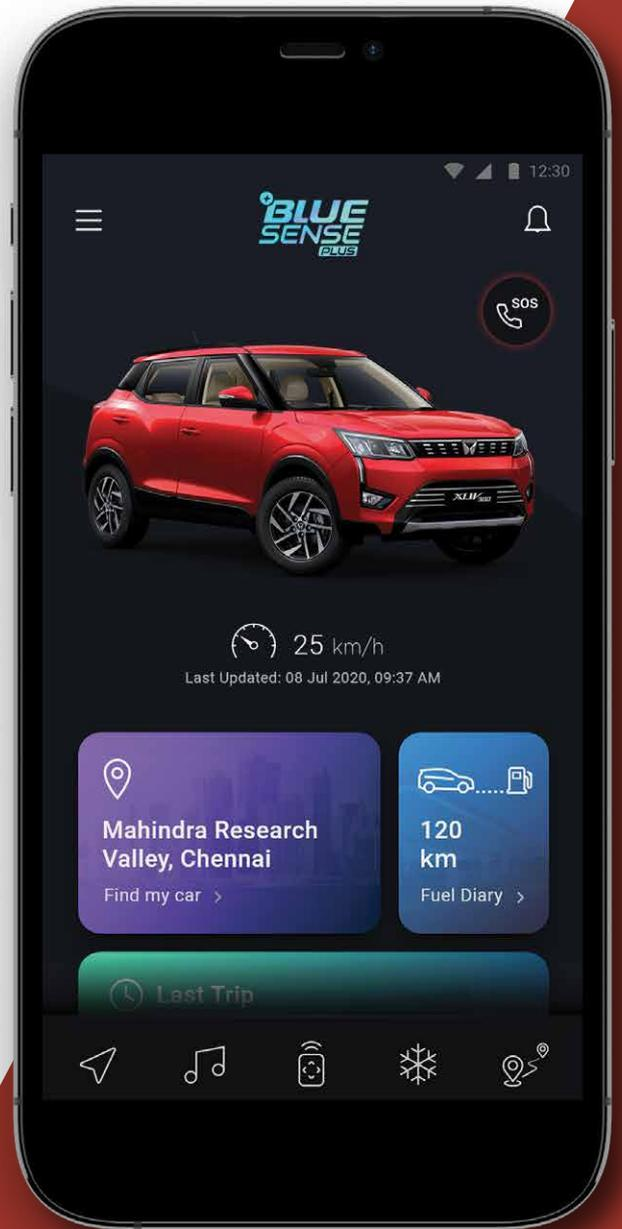 12:30
BLUE
SENSE
PLUS
SOS
XUV300
25 km/h
Last Updated: 08 Jul 2020, 09:37 AM
Mahindra Research
Valley, Chennai
Find my car >
120
km
Fuel Diary >
Last Trip